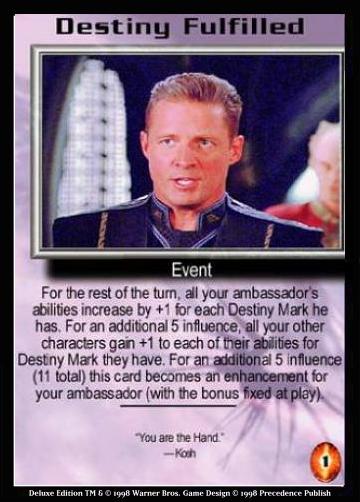 Destiny Fulfilled
Event
For the rest of the turn, all your ambassador's
abilities increase by +1 for each Destiny Mark he
has. For an additional 5 influence, all your other
characters gain +1 to each of their abilities for
Destiny Mark they have. For an additional 5 influence
(11 total) this card becomes an enhancement for
your ambassador (with the bonus fixed at play).
"You are the Hand."
—Kosh
1
Deluxe Edition TM & © 1998 Warner Bros. Game Design © 1998 Precedence Publish